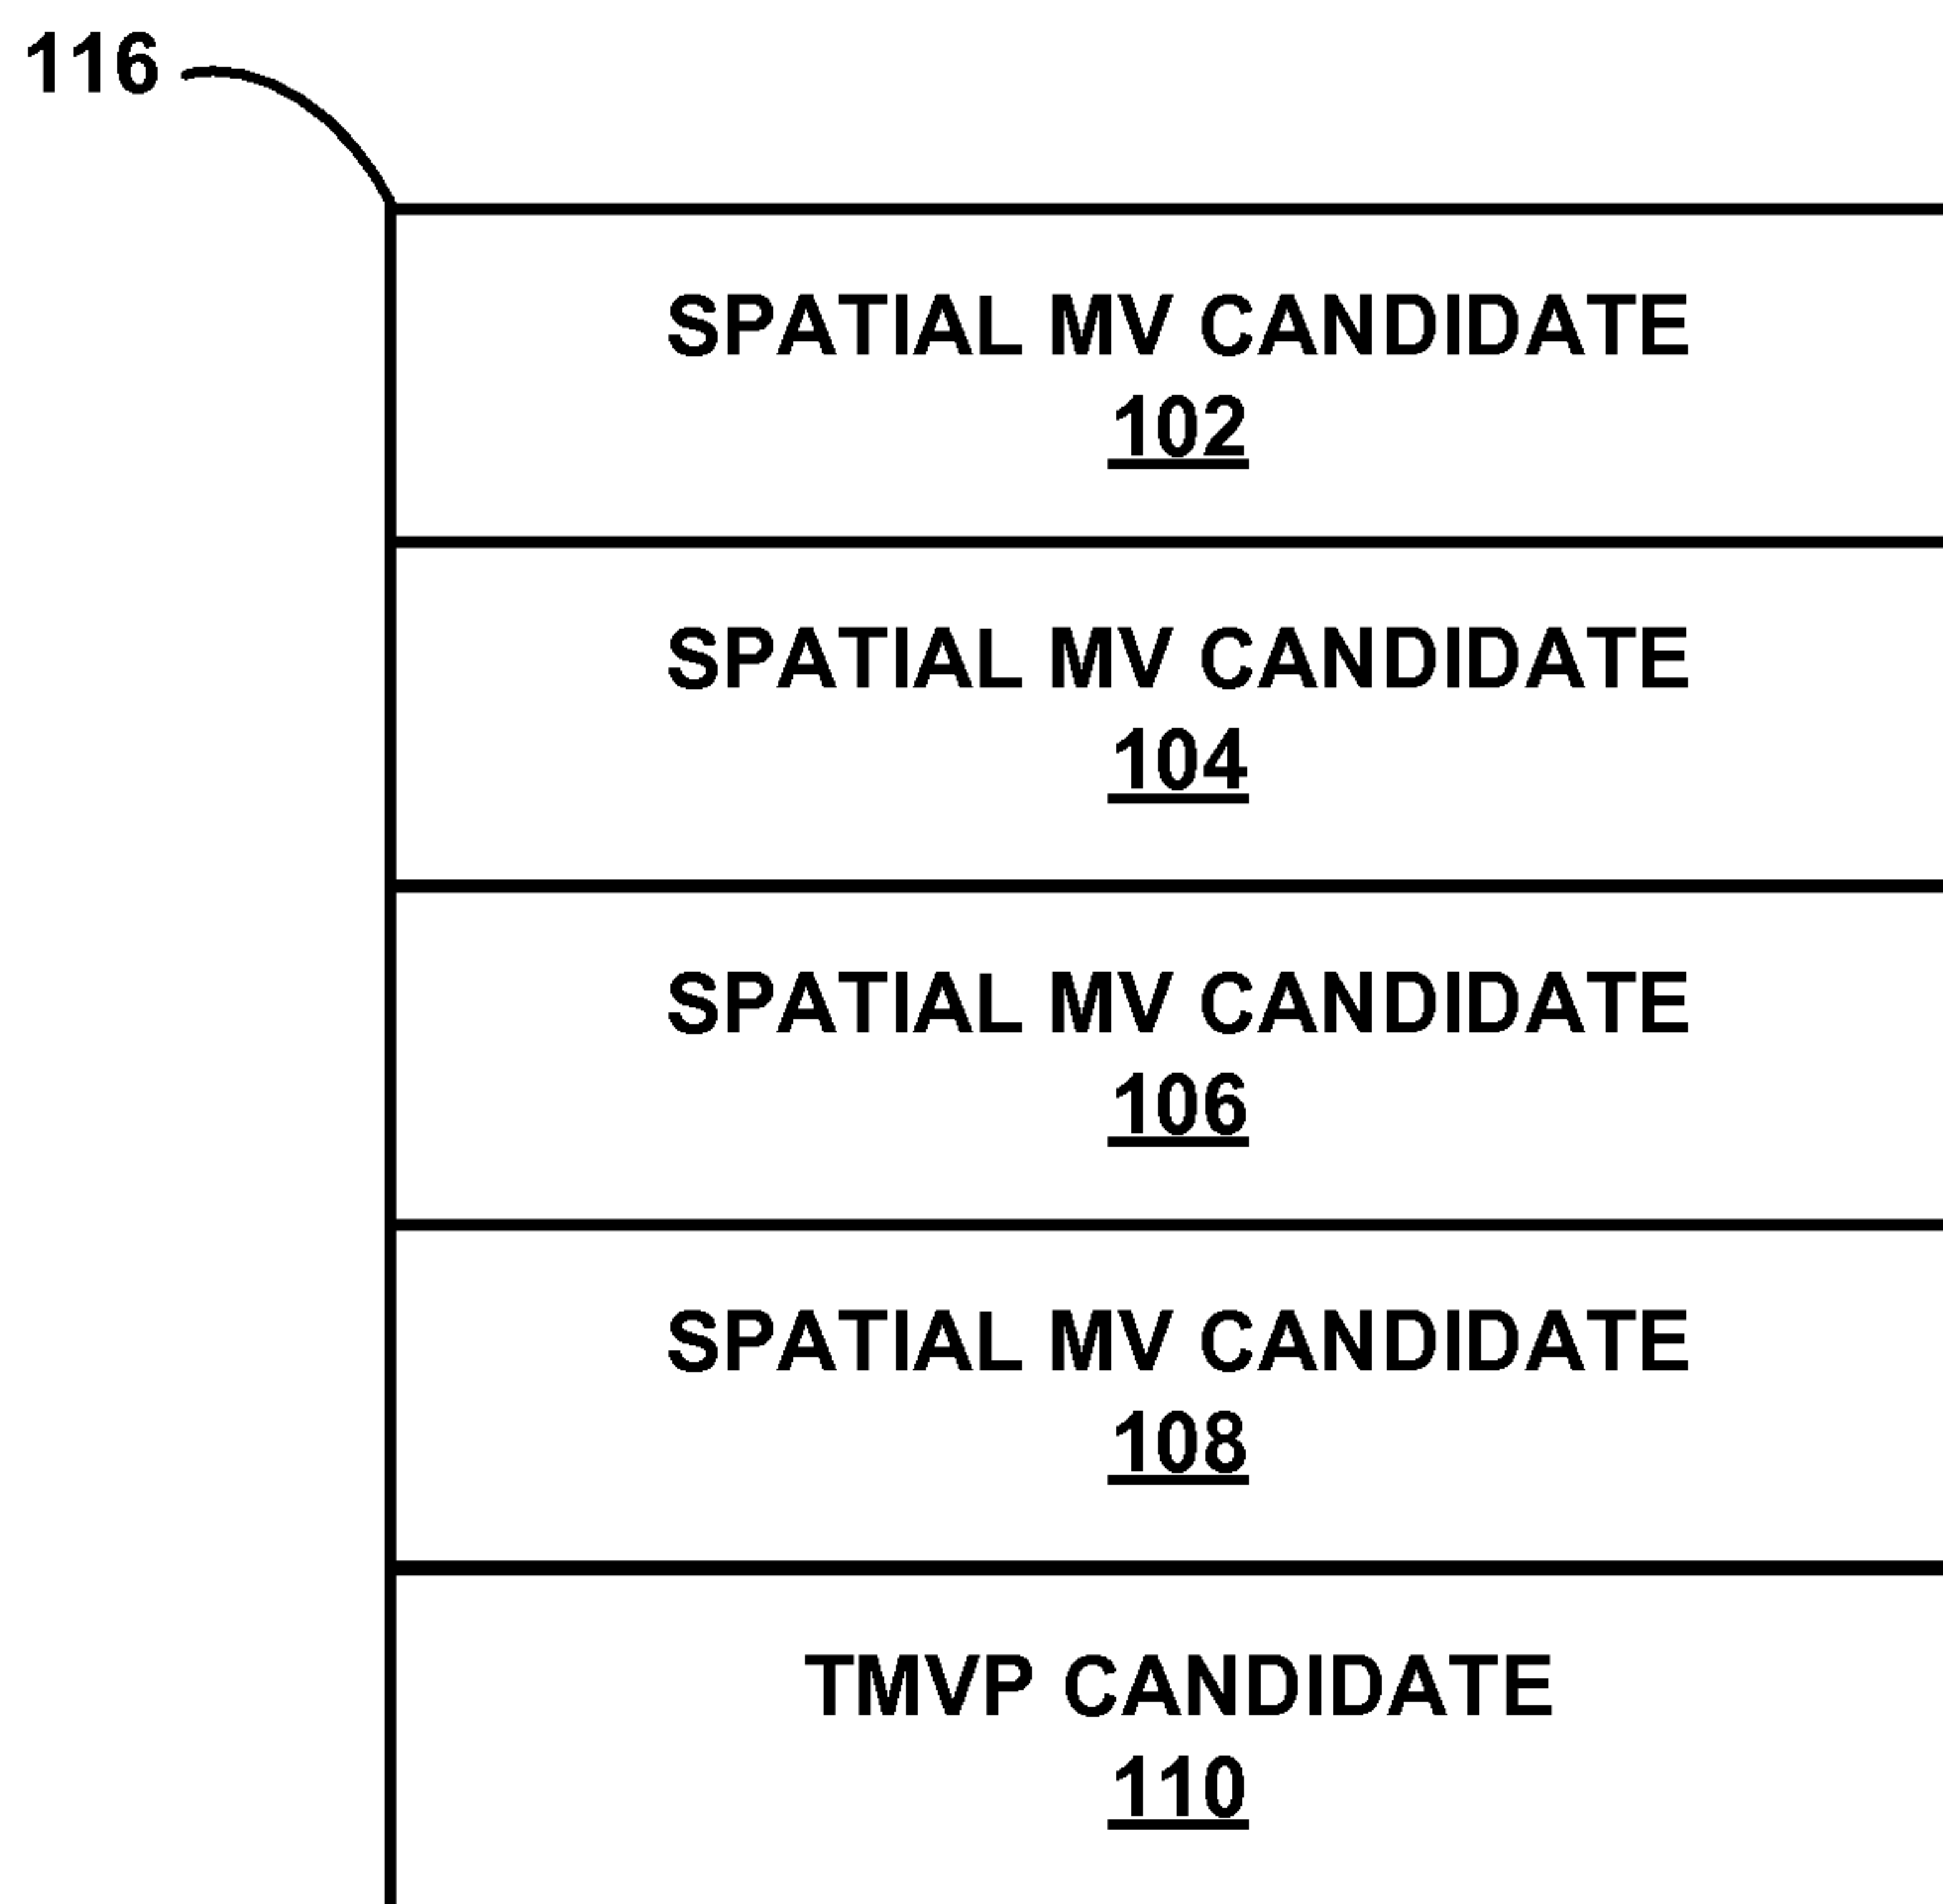 116
SPATIAL MV CANDIDATE
102
SPATIAL MV CANDIDATE
104
SPATIAL MV CANDIDATE
106
SPATIAL MV CANDIDATE
108
TMVP CANDIDATE
110